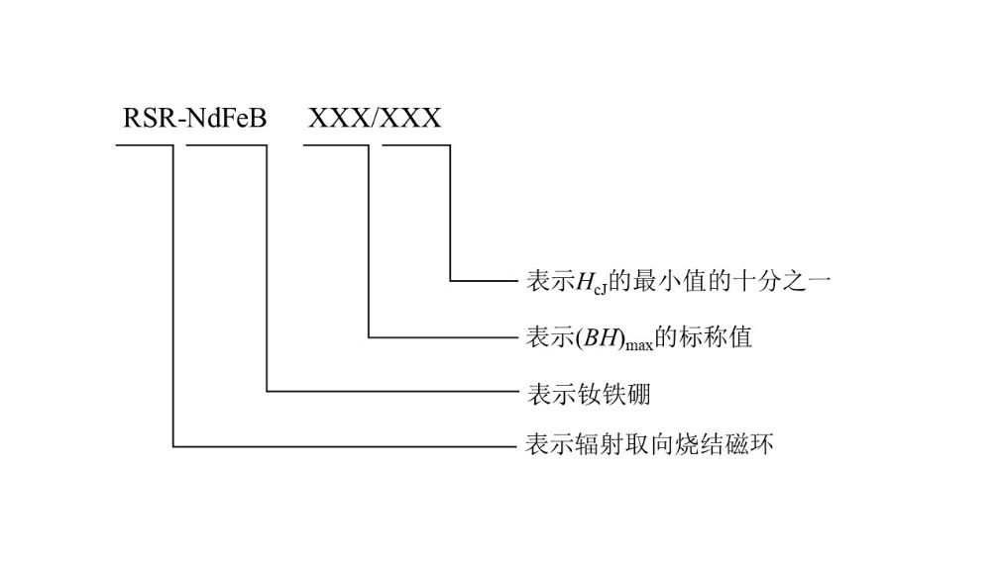 RSR-NdFeB XXX/XXX
表示HcJ的最小值的十分之一
表示(BH)max的标称值
表示钕铁硼
表示辐射取向烧结磁环